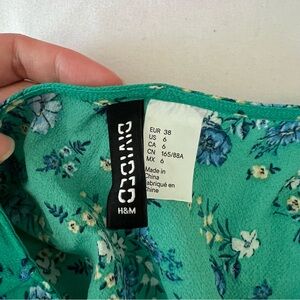 DIVIDED
H&M
EUR 38
US 6
CA 6
CN 165/88A
MX 6
Made in
China
Fabriqué en
Chine